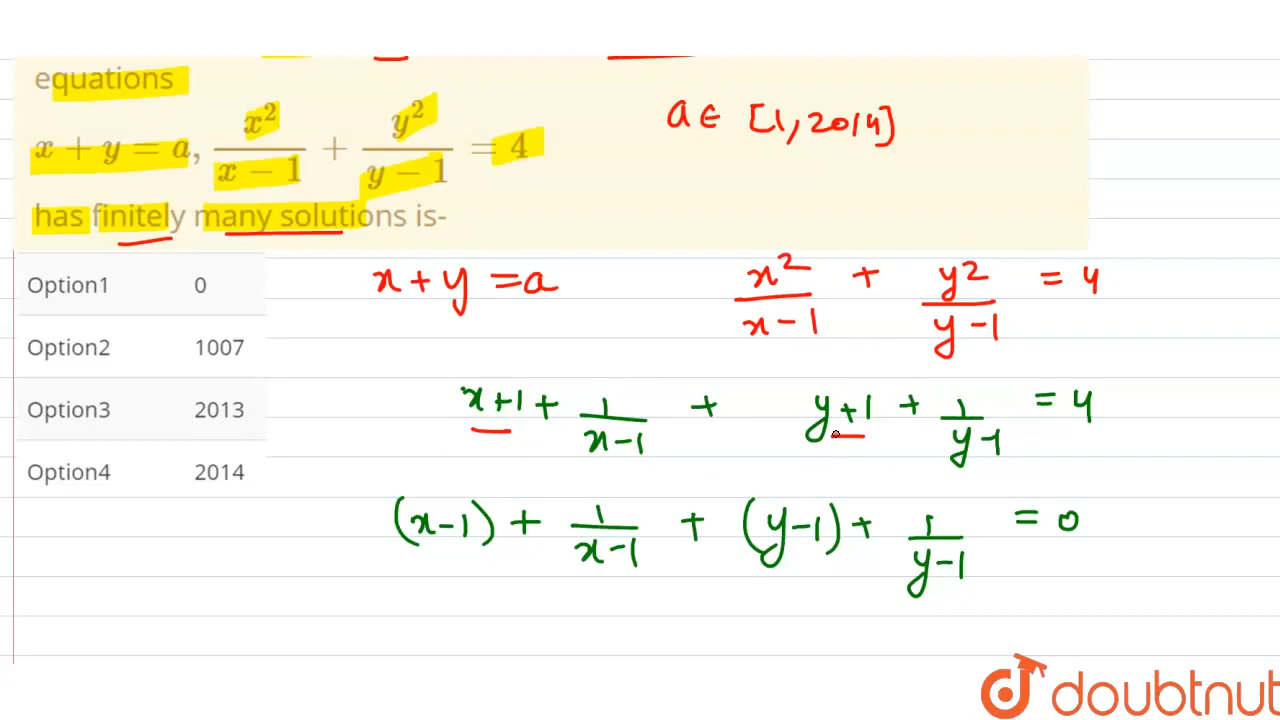 equations
a ∈ [1, 2014]
x + y = a, x²/(x − 1) + y²/(y − 1) = 4
has finitely many solutions is-
Option1 0
x + y = a x²/(x − 1) + y²/(y − 1) = 4
Option2 1007
Option3 2013
x + 1 + 1/(x − 1) + y + 1 + 1/(y − 1) = 4
Option4 2014
(x − 1) + 1/(x − 1) + (y − 1) + 1/(y − 1) = 0
doubtnut